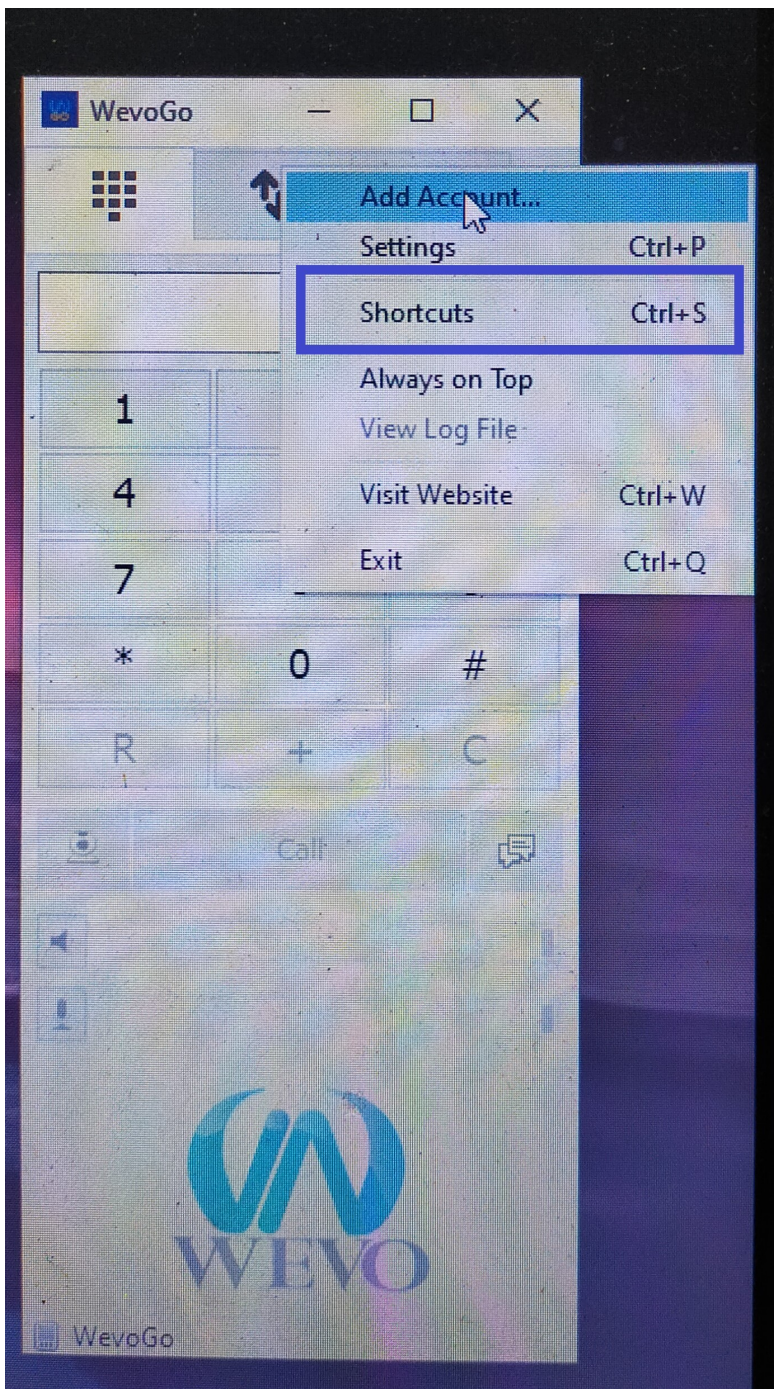 WevoGo
Add Account...
Settings Ctrl+P
Shortcuts Ctrl+S
Always on Top
View Log File
Visit Website Ctrl+W
Exit Ctrl+Q
1
4
7
* 0 #
R + C
Call
WEVO
WevoGo